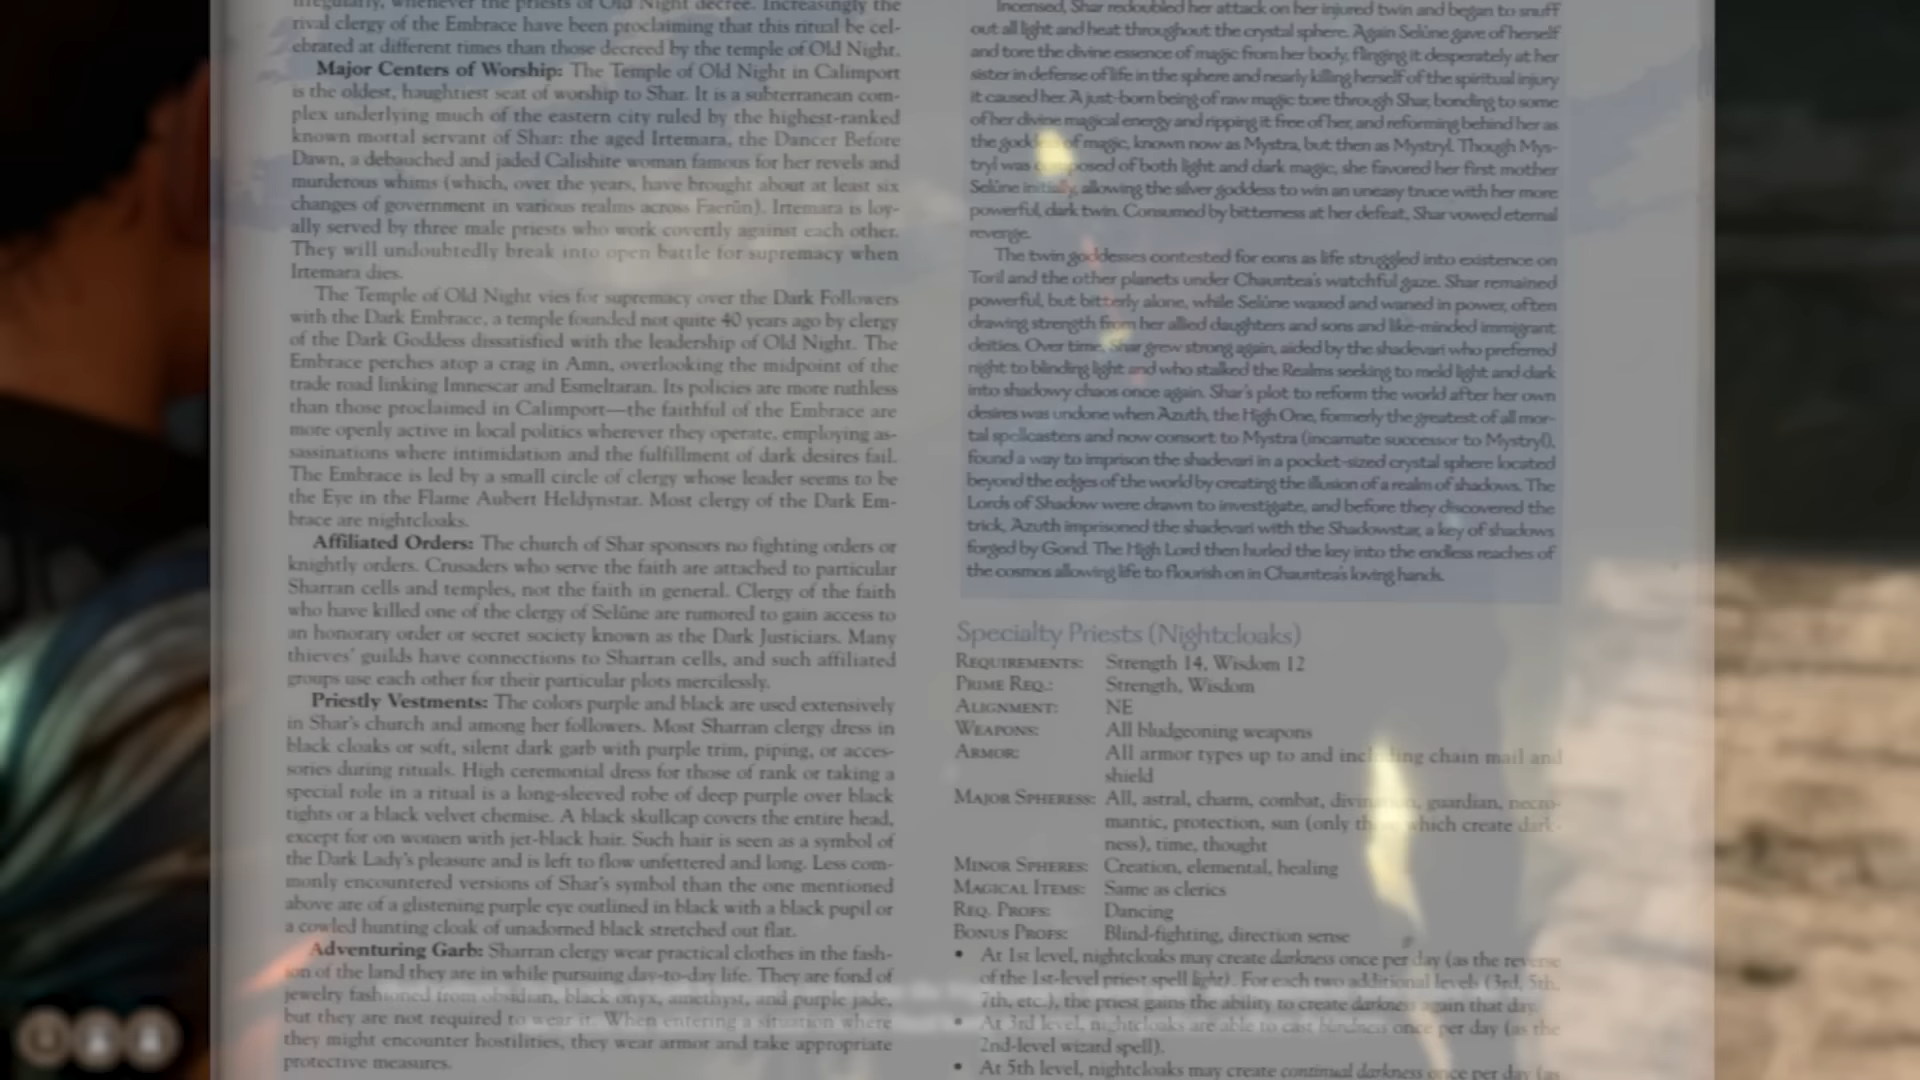 irregularly, whenever the priests of Old Night decree. Increasingly the
rival clergy of the Embrace have been proclaiming that this ritual be cel-
ebrated at different times than those decreed by the temple of Old Night.
Major Centers of Worship: The Temple of Old Night in Calimport
is the oldest, haughtiest seat of worship to Shar. It is a subterranean com-
plex underlying much of the eastern city ruled by the highest-ranked
known mortal servant of Shar: the aged Irtemara, the Dancer Before
Dawn, a debauched and jaded Calishite woman famous for her revels and
murderous whims (which, over the years, have brought about at least six
changes of government in various realms across Faerûn). Irtemara is loy-
ally served by three male priests who work covertly against each other.
They will undoubtedly break into open battle for supremacy when
Irtemara dies.
The Temple of Old Night vies for supremacy over the Dark Followers
with the Dark Embrace, a temple founded not quite 40 years ago by clergy
of the Dark Goddess dissatisfied with the leadership of Old Night. The
Embrace perches atop a crag in Amn, overlooking the midpoint of the
trade road linking Imnescar and Esmeltaran. Its policies are more ruthless
than those proclaimed in Calimport—the faithful of the Embrace are
more openly active in local politics wherever they operate, employing as-
sassinations where intimidation and the fulfillment of dark desires fail.
The Embrace is led by a small circle of clergy whose leader seems to be
the Eye in the Flame Aubert Heldynstar. Most clergy of the Dark Em-
brace are nightcloaks.
Affiliated Orders: The church of Shar sponsors no fighting orders or
knightly orders. Crusaders who serve the faith are attached to particular
Sharran cells and temples, not the faith in general. Clergy of the faith
who have killed one of the clergy of Selûne are rumored to gain access to
an honorary order or secret society known as the Dark Justiciars. Many
thieves' guilds have connections to Sharran cells, and such affiliated
groups use each other for their particular plots mercilessly.
Priestly Vestments: The colors purple and black are used extensively
in Shar's church and among her followers. Most Sharran clergy dress in
black cloaks or soft, silent dark garb with purple trim, piping, or acces-
sories during rituals. High ceremonial dress for those of rank or taking a
special role in a ritual is a long-sleeved robe of deep purple over black
tights or a black velvet chemise. A black skullcap covers the entire head,
except for on women with jet-black hair. Such hair is seen as a symbol of
the Dark Lady's pleasure and is left to flow unfettered and long. Less com-
monly encountered versions of Shar's symbol than the one mentioned
above are of a glistening purple eye outlined in black with a black pupil or
a cowled hunting cloak of unadorned black stretched out flat.
Adventuring Garb: Sharran clergy wear practical clothes in the fash-
ion of the land they are in while pursuing day-to-day life. They are fond of
jewelry fashioned from obsidian, black onyx, amethyst, and purple jade,
but they are not required to wear it. When entering a situation where
they might encounter hostilities, they wear armor and take appropriate
protective measures.
Incensed, Shar redoubled her attack on her injured twin and began to snuff
out all light and heat throughout the crystal sphere. Again Selûne gave of herself
and tore the divine essence of magic from her body, flinging it desperately at her
sister in defense of life in the sphere and nearly killing herself of the spiritual injury
it caused her. A just-born being of raw magic tore through Shar, bonding to some
of her divine magical energy and ripping it free of her, and reforming behind her as
the goddess of magic, known now as Mystra, but then as Mystryl. Though Mys-
tryl was composed of both light and dark magic, she favored her first mother
Selûne initially, allowing the silver goddess to win an uneasy truce with her more
powerful, dark twin. Consumed by bitterness at her defeat, Shar vowed eternal
revenge.
The twin goddesses contested for eons as life struggled into existence on
Toril and the other planets under Chauntea's watchful gaze. Shar remained
powerful, but bitterly alone, while Selûne waxed and waned in power, often
drawing strength from her allied daughters and sons and like-minded immigrant
deities. Over time, Shar grew strong again, aided by the shadevari who preferred
night to blinding light and who stalked the Realms seeking to meld light and dark
into shadowy chaos once again. Shar's plot to reform the world after her own
desires was undone when Azuth, the High One, formerly the greatest of all mor-
tal spellcasters and now consort to Mystra (incarnate successor to Mystryl),
found a way to imprison the shadevari in a pocket-sized crystal sphere located
beyond the edges of the world by creating the illusion of a realm of shadows. The
Lords of Shadow were drawn to investigate, and before they discovered the
trick, Azuth imprisoned the shadevari with the Shadowstar, a key of shadows
forged by Gond. The High Lord then hurled the key into the endless reaches of
the cosmos allowing life to flourish on in Chauntea's loving hands.
Specialty Priests (Nightcloaks)
REQUIREMENTS: Strength 14, Wisdom 12
PRIME REQ.: Strength, Wisdom
ALIGNMENT: NE
WEAPONS: All bludgeoning weapons
ARMOR: All armor types up to and including chain mail and
shield
MAJOR SPHERESS: All, astral, charm, combat, divination, guardian, necro-
mantic, protection, sun (only those which create dark-
ness), time, thought
MINOR SPHERES: Creation, elemental, healing
MAGICAL ITEMS: Same as clerics
REQ. PROFS: Dancing
BONUS PROFS: Blind-fighting, direction sense
• At 1st level, nightcloaks may create darkness once per day (as the reverse
of the 1st-level priest spell light). For each two additional levels (3rd, 5th,
7th, etc.), the priest gains the ability to create darkness again that day.
• At 3rd level, nightcloaks are able to cast blindness once per day (as the
2nd-level wizard spell).
• At 5th level, nightcloaks may create continual darkness once per day (as